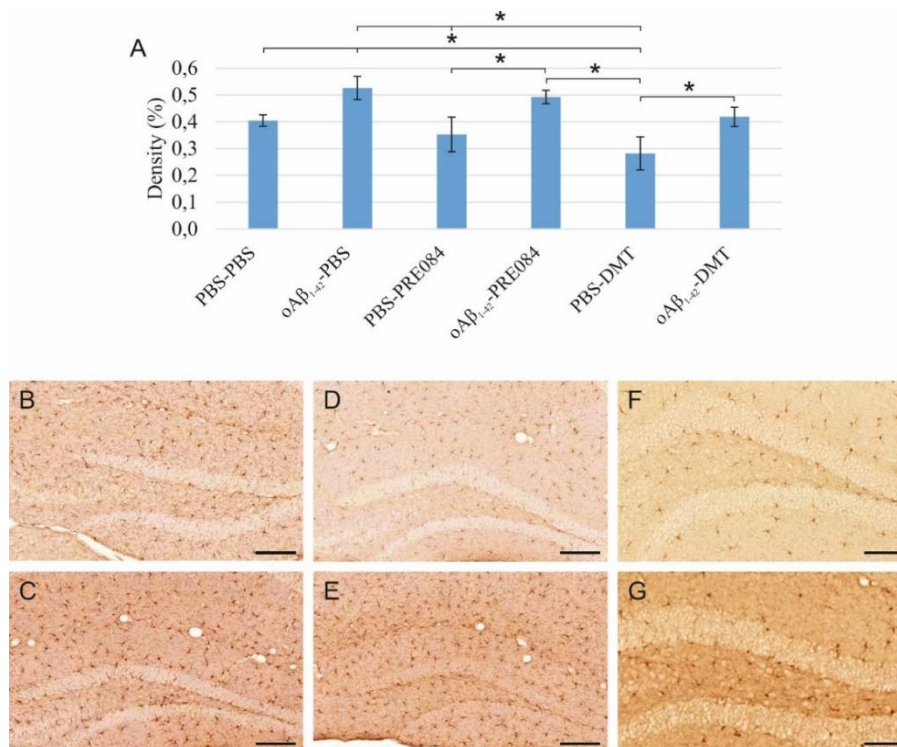 *
A
*
*
*
*
0,6
0,5
0,4
0,3
0,2
0,1
0,0
Density (%)
PBS-PBS
oAβ₁₋₄₂-PBS
PBS-PRE084
oAβ₁₋₄₂-PRE084
PBS-DMT
oAβ₁₋₄₂-DMT
B
D
F
C
E
G